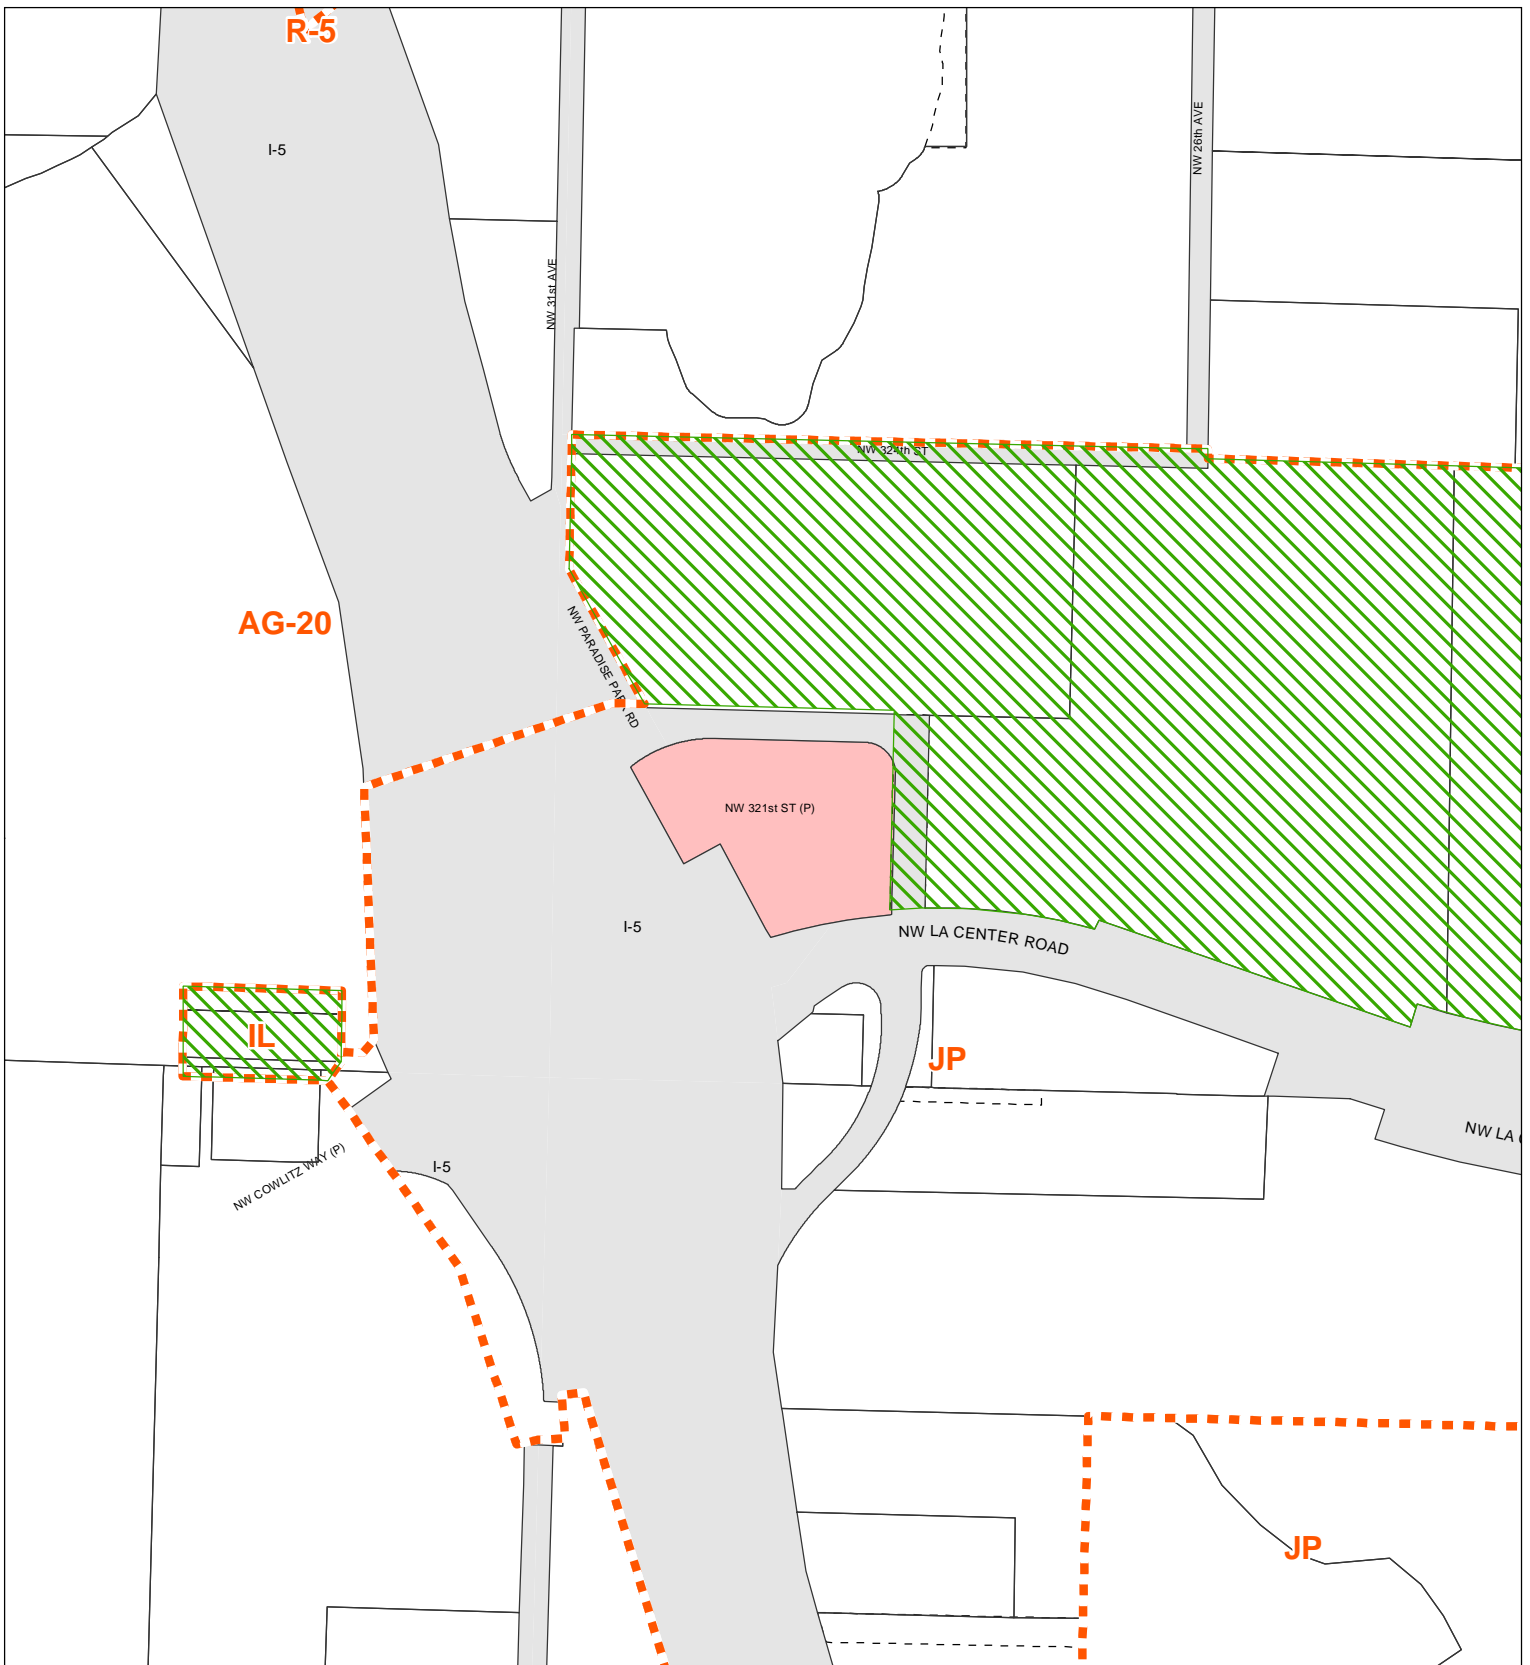 R-5
I-5
NW 26th AVE
NW 31st AVE
NW 324th ST
AG-20
NW PARADISE PARK RD
NW 321st ST (P)
I-5
NW LA CENTER ROAD
IL
JP
NW LA C
I-5
NW COWLITZ WAY (P)
JP